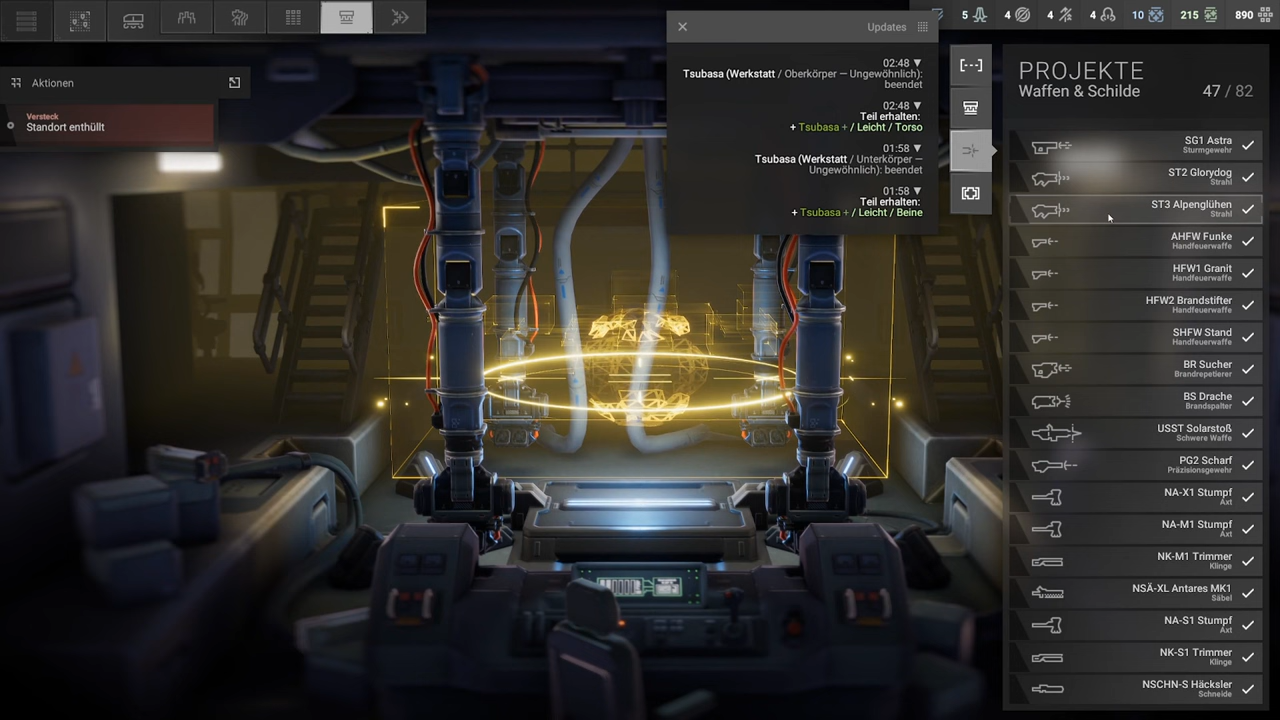 5
4
4
4
10
215
890
Updates
Aktionen
Versteck
Standort enthüllt
02:48 ▼
Tsubasa (Werkstatt / Oberkörper – Ungewöhnlich):
beendet
02:48 ▼
Teil erhalten:
+ Tsubasa + / Leicht / Torso
01:58 ▼
Tsubasa (Werkstatt / Unterkörper –
Ungewöhnlich): beendet
01:58 ▼
Teil erhalten:
+ Tsubasa + / Leicht / Beine
PROJEKTE
Waffen & Schilde 47 / 82
SG1 Astra
Sturmgewehr
ST2 Glorydog
Strahl
ST3 Alpenglühen
Strahl
AHFW Funke
Handfeuerwaffe
HFW1 Granit
Handfeuerwaffe
HFW2 Brandstifter
Handfeuerwaffe
SHFW Stand
Handfeuerwaffe
BR Sucher
Brandrepetierer
BS Drache
Brandspalter
USST Solarstoß
Schwere Waffe
PG2 Scharf
Präzisionsgewehr
NA-X1 Stumpf
Axt
NA-M1 Stumpf
Axt
NK-M1 Trimmer
Klinge
NSÄ-XL Antares MK1
Säbel
NA-S1 Stumpf
Axt
NK-S1 Trimmer
Klinge
NSCHN-S Häcksler
Schneide